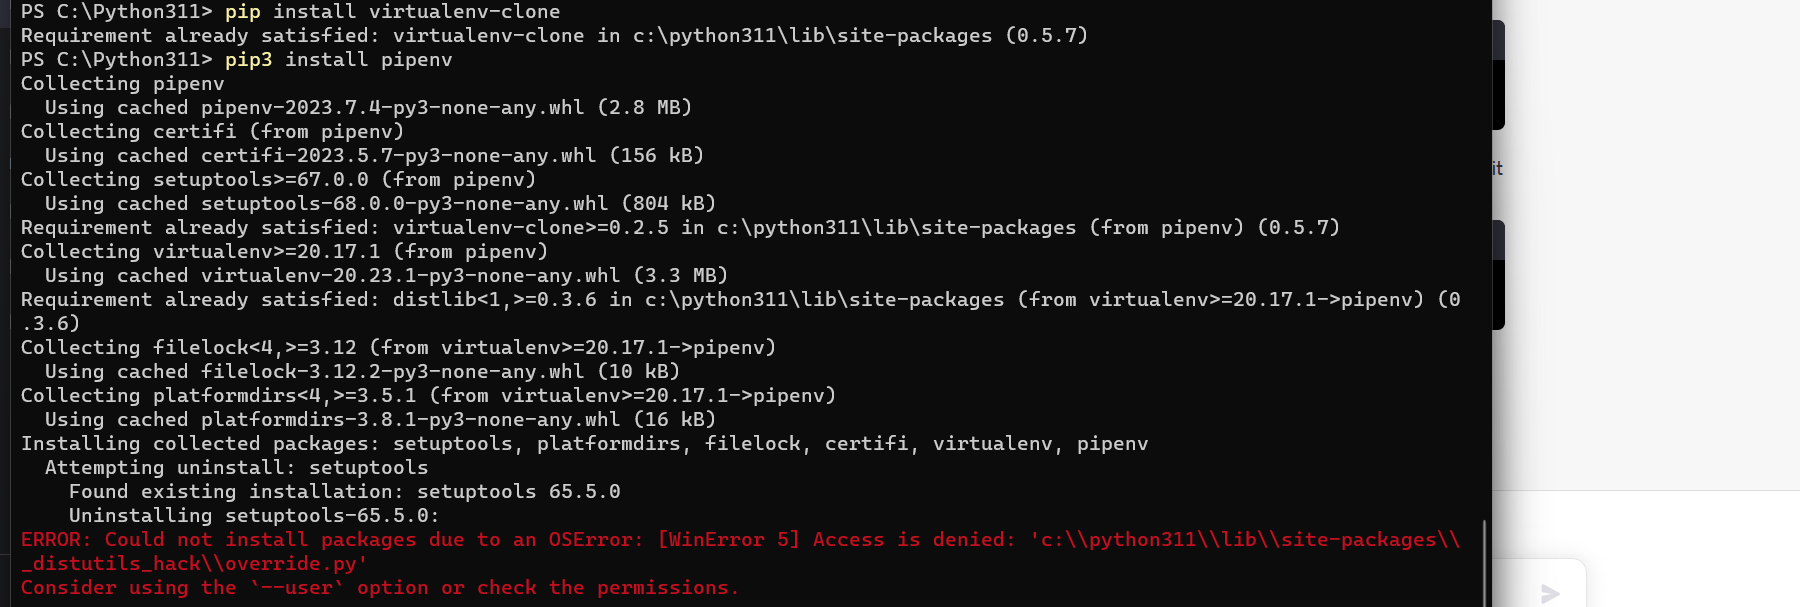 PS C:\Python311> pip install virtualenv-clone
Requirement already satisfied: virtualenv-clone in c:\python311\lib\site-packages (0.5.7)
PS C:\Python311> pip3 install pipenv
Collecting pipenv
  Using cached pipenv-2023.7.4-py3-none-any.whl (2.8 MB)
Collecting certifi (from pipenv)
  Using cached certifi-2023.5.7-py3-none-any.whl (156 kB)
Collecting setuptools>=67.0.0 (from pipenv)
it
  Using cached setuptools-68.0.0-py3-none-any.whl (804 kB)
Requirement already satisfied: virtualenv-clone>=0.2.5 in c:\python311\lib\site-packages (from pipenv) (0.5.7)
Collecting virtualenv>=20.17.1 (from pipenv)
  Using cached virtualenv-20.23.1-py3-none-any.whl (3.3 MB)
Requirement already satisfied: distlib<1,>=0.3.6 in c:\python311\lib\site-packages (from virtualenv>=20.17.1->pipenv) (0
.3.6)
Collecting filelock<4,>=3.12 (from virtualenv>=20.17.1->pipenv)
  Using cached filelock-3.12.2-py3-none-any.whl (10 kB)
Collecting platformdirs<4,>=3.5.1 (from virtualenv>=20.17.1->pipenv)
  Using cached platformdirs-3.8.1-py3-none-any.whl (16 kB)
Installing collected packages: setuptools, platformdirs, filelock, certifi, virtualenv, pipenv
  Attempting uninstall: setuptools
    Found existing installation: setuptools 65.5.0
    Uninstalling setuptools-65.5.0:
ERROR: Could not install packages due to an OSError: [WinError 5] Access is denied: 'c:\\python311\\lib\\site-packages\\
_distutils_hack\\override.py'
Consider using the `--user` option or check the permissions.